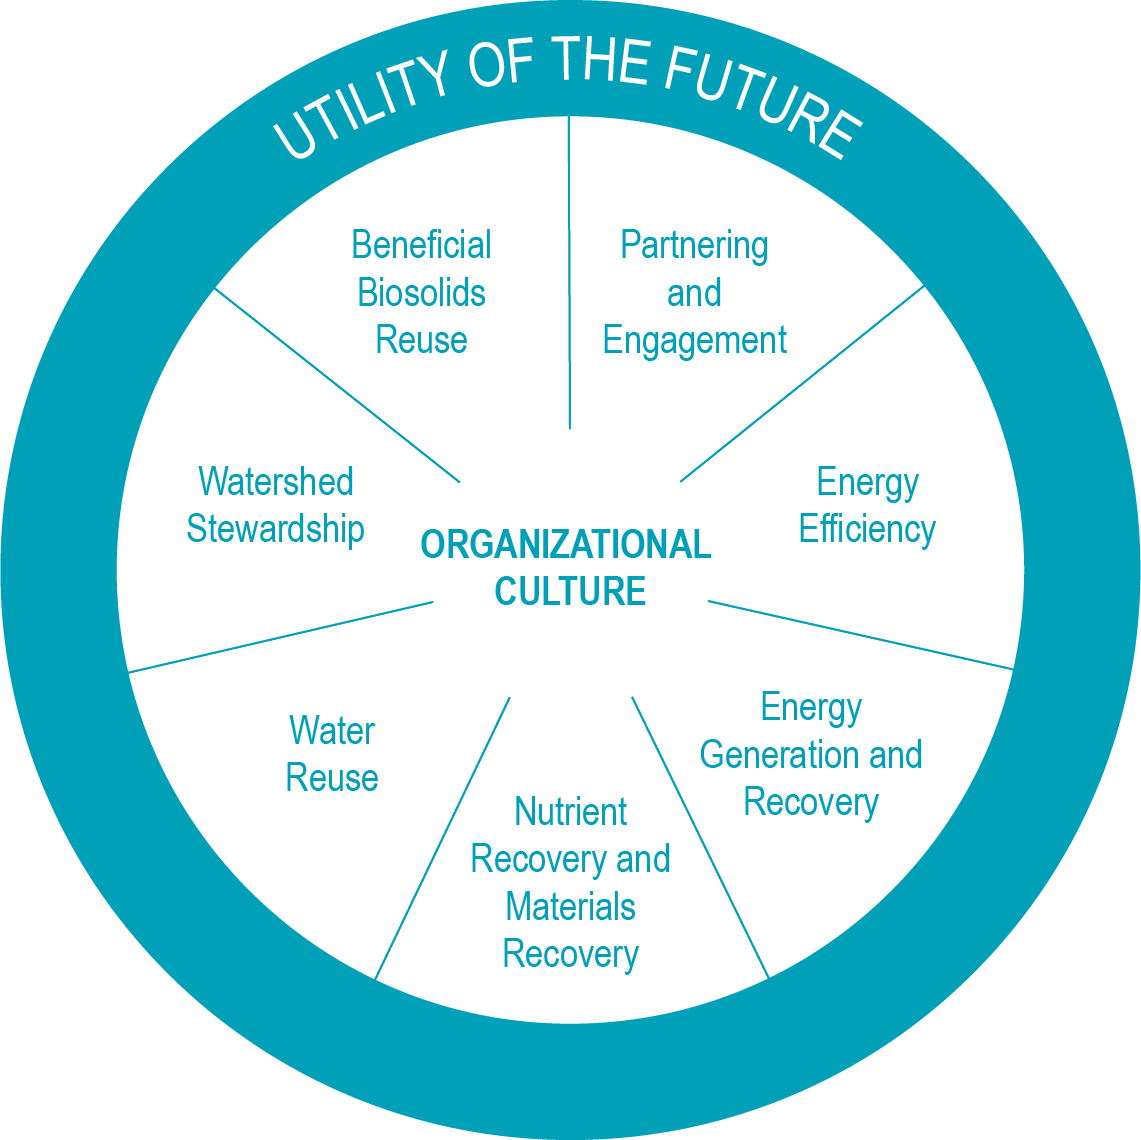 UTILITY OF THE FUTURE
Beneficial
Biosolids
Reuse
Partnering
and
Engagement
Watershed
Stewardship
Energy
Efficiency
ORGANIZATIONAL
CULTURE
Water
Reuse
Nutrient
Recovery and
Materials
Recovery
Energy
Generation and
Recovery